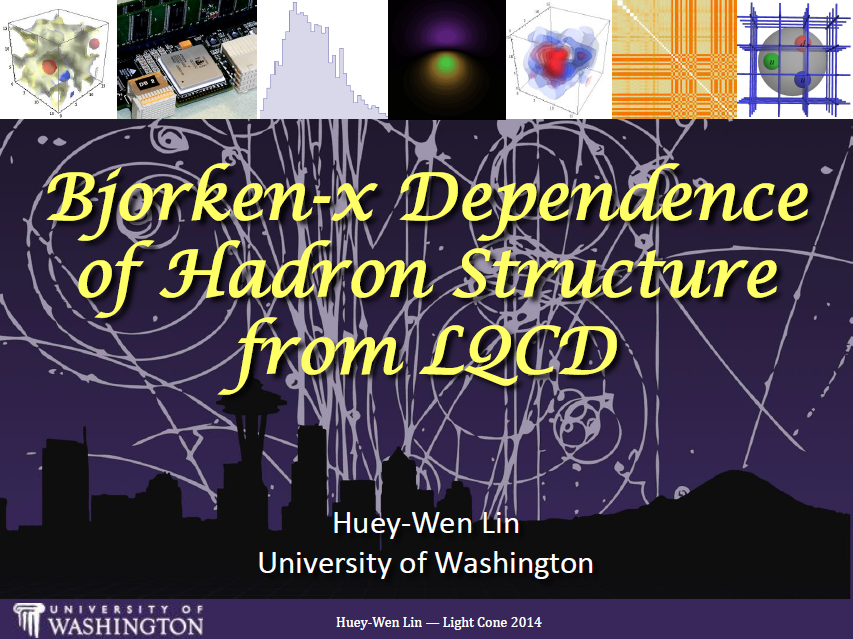 Bjorken-x Dependence
of Hadron Structure
from LQCD
Huey-Wen Lin
University of Washington
UNIVERSITY OF
WASHINGTON
Huey-Wen Lin — Light Cone 2014